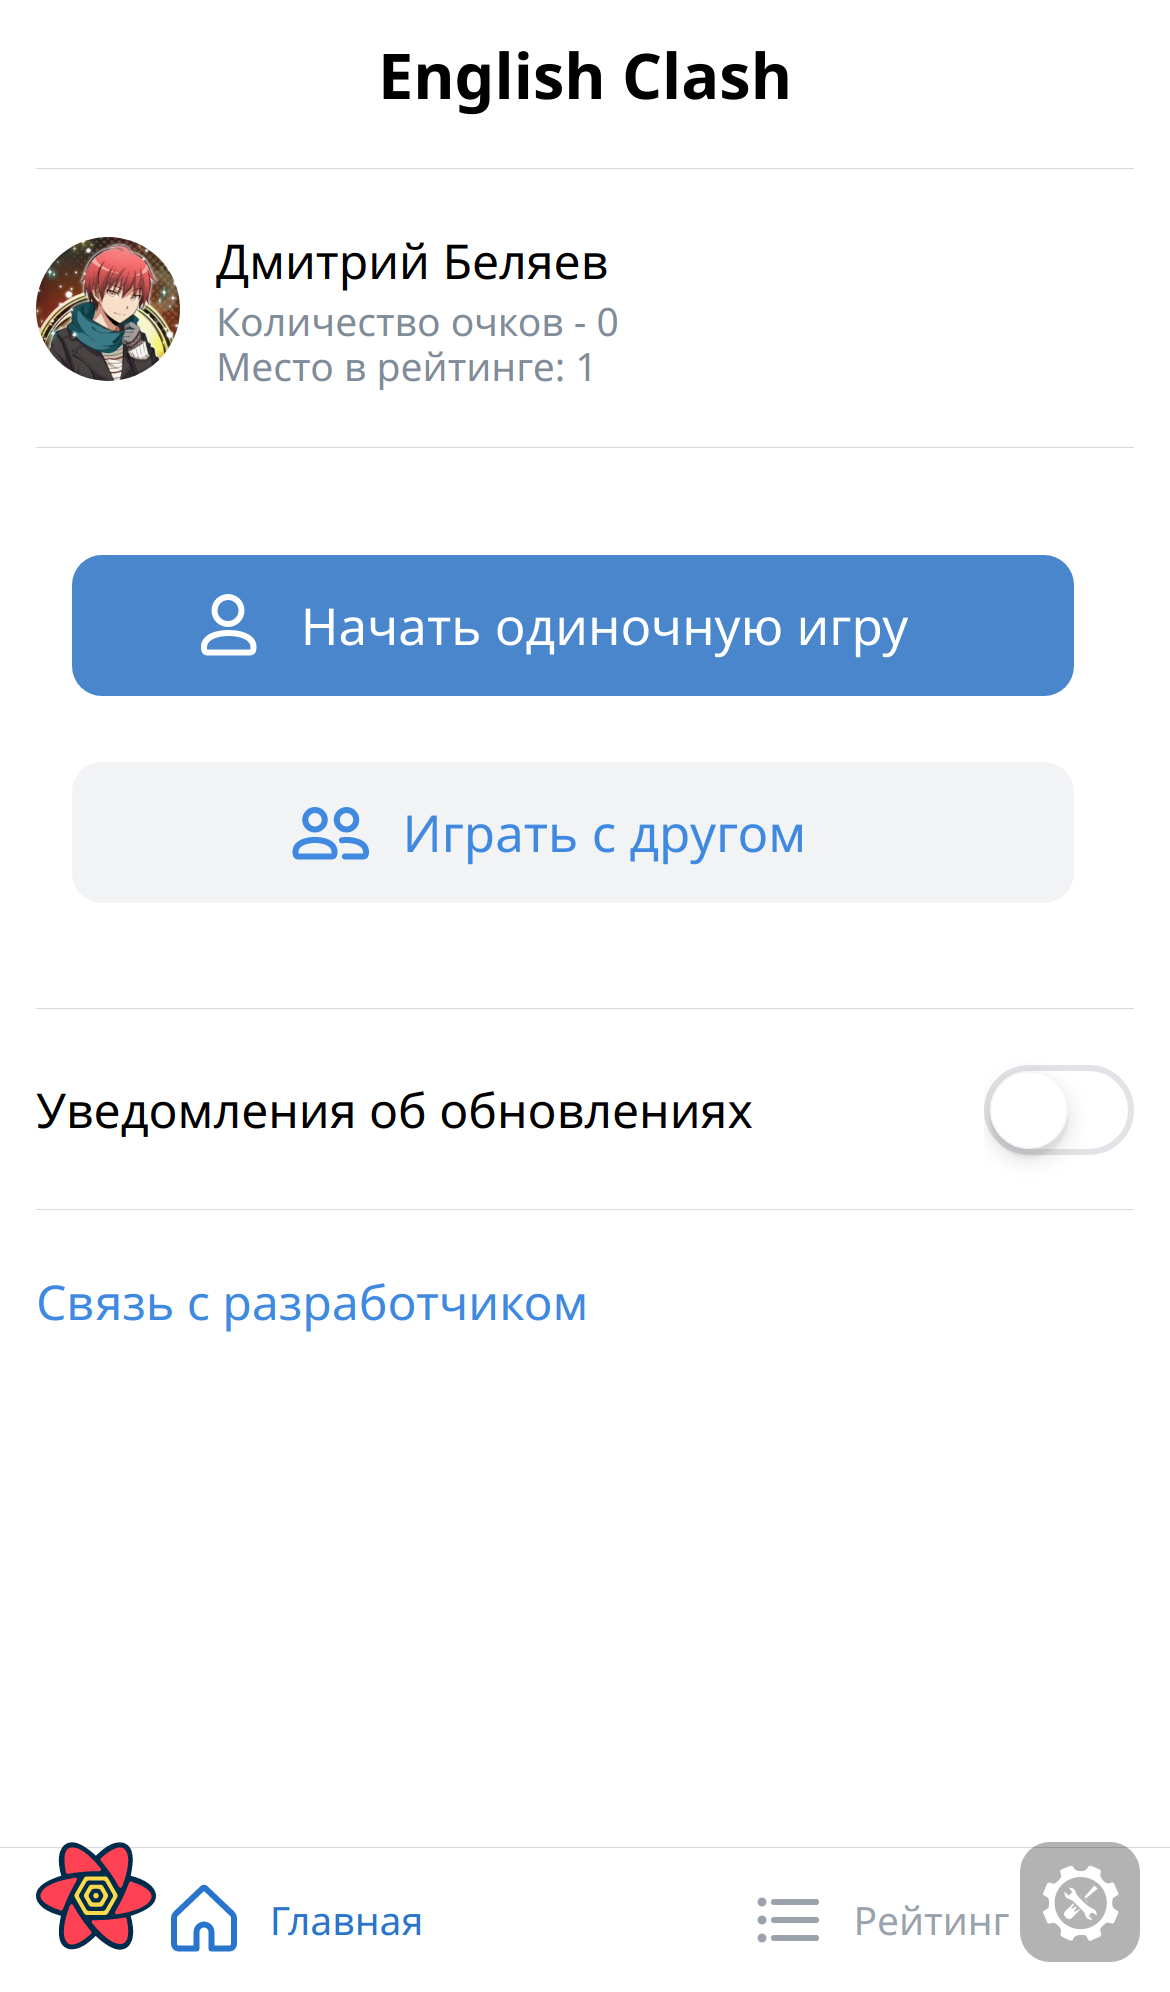 English Clash
Дмитрий Беляев
Количество очков - 0
Место в рейтинге: 1
Начать одиночную игру
Играть с другом
Уведомления об обновлениях
Связь с разработчиком
Главная
Рейтинг